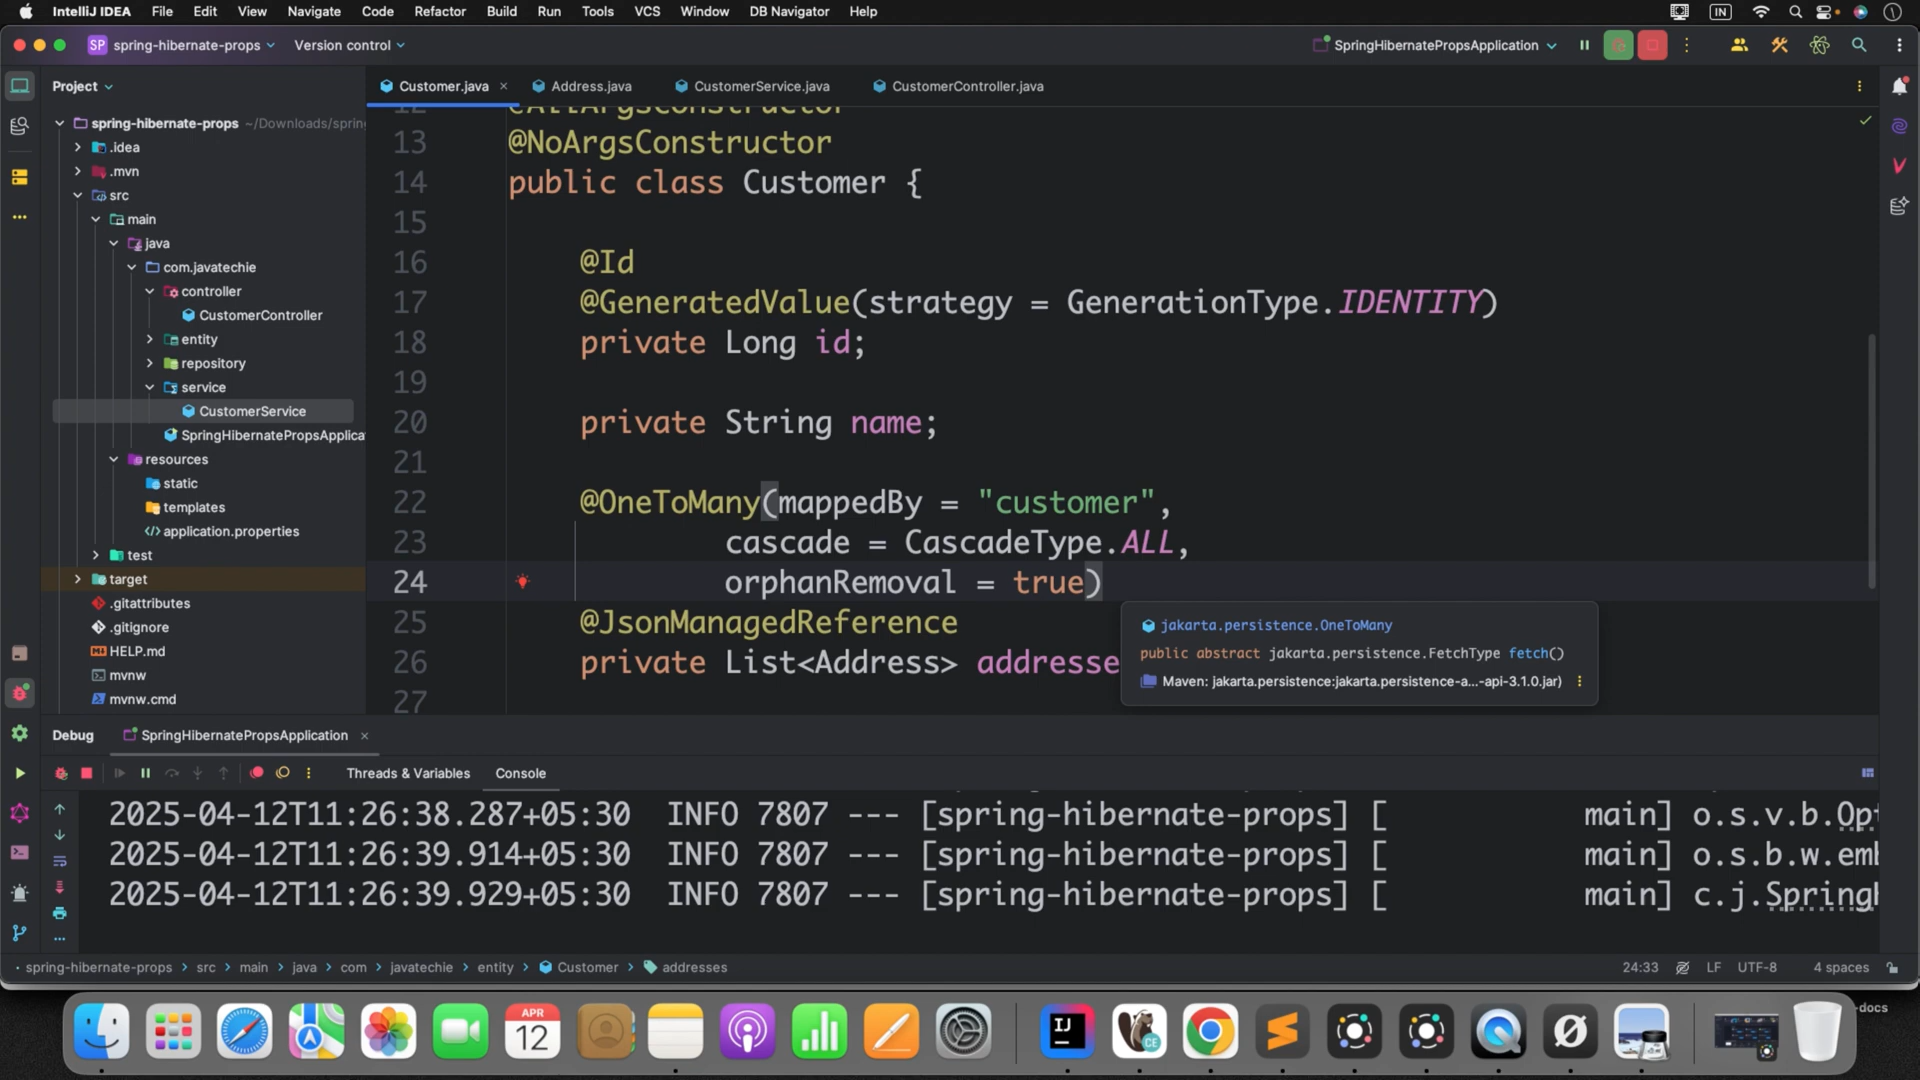 IntelliJ IDEA File Edit View Navigate Code Refactor Build Run Tools VCS Window DB Navigator Help IN
SP spring-hibernate-props Version control SpringHibernatePropsApplication
Project
Customer.java Address.java CustomerService.java CustomerController.java
spring-hibernate-props ~/Downloads/sprin
.idea
.mvn
src
main
java
com.javatechie
controller
CustomerController
entity
repository
service
CustomerService
SpringHibernatePropsApplica
resources
static
templates
application.properties
test
target
.gitattributes
.gitignore
HELP.md
mvnw
mvnw.cmd
12 @AllArgsConstructor
13 @NoArgsConstructor
14 public class Customer {
15
16 @Id
17 @GeneratedValue(strategy = GenerationType.IDENTITY)
18 private Long id;
19
20 private String name;
21
22 @OneToMany(mappedBy = "customer",
23 cascade = CascadeType.ALL,
24 orphanRemoval = true)
25 @JsonManagedReference
26 private List<Address> addresse
27
jakarta.persistence.OneToMany
public abstract jakarta.persistence.FetchType fetch()
Maven: jakarta.persistence:jakarta.persistence-a...-api-3.1.0.jar)
Debug SpringHibernatePropsApplication
Threads & Variables Console
2025-04-12T11:26:38.287+05:30 INFO 7807 --- [spring-hibernate-props] [ main] o.s.v.b.Opt
2025-04-12T11:26:39.914+05:30 INFO 7807 --- [spring-hibernate-props] [ main] o.s.b.w.emb
2025-04-12T11:26:39.929+05:30 INFO 7807 --- [spring-hibernate-props] [ main] c.j.Spring
spring-hibernate-props > src > main > java > com > javatechie > entity > Customer > addresses
24:33 LF UTF-8 4 spaces
APR
12
IJ
CE
-docs